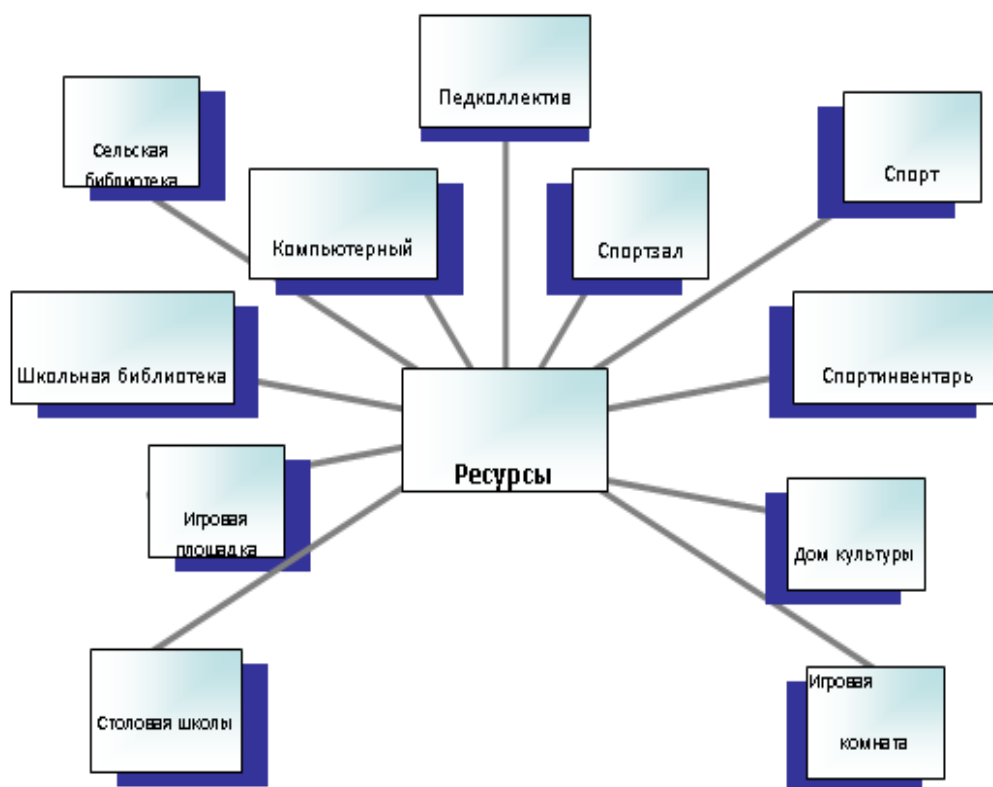 Педколлектив
Сельская
библиотека
Спорт
Компьютерный
Спортзал
Школьная библиотека
Спортинвентарь
Ресурсы
Игровая
площадка
Дом культуры
Столовая школы
Игровая
комната